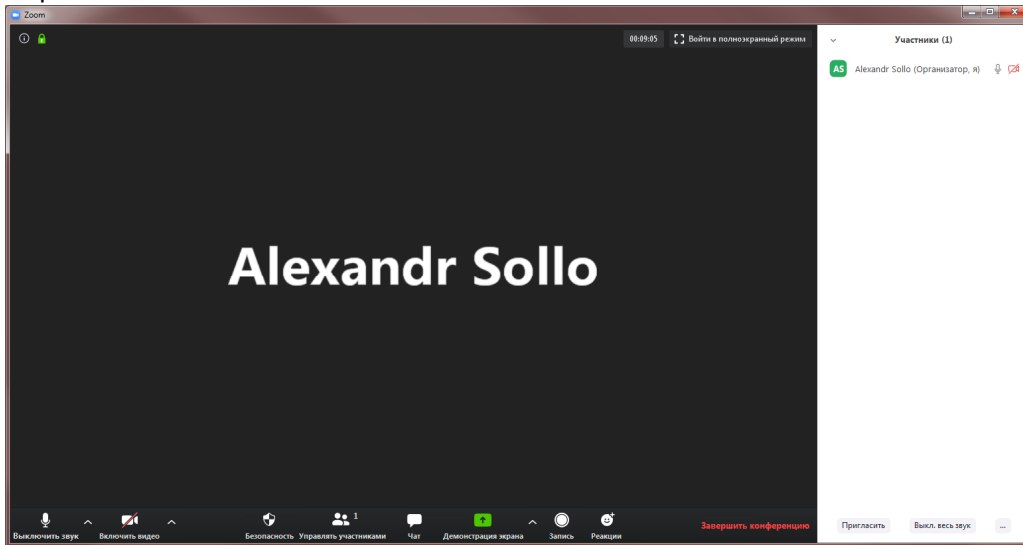 Zoom
00:09:05 Войти в полноэкранный режим
Участники (1)
AS Alexandr Sollo (Организатор, я)
Alexandr Sollo
Выключить звук Включить видео Безопасность Управлять участниками 1 Чат Демонстрация экрана Запись Реакции Завершить конференцию
Пригласить Выкл. весь звук ...